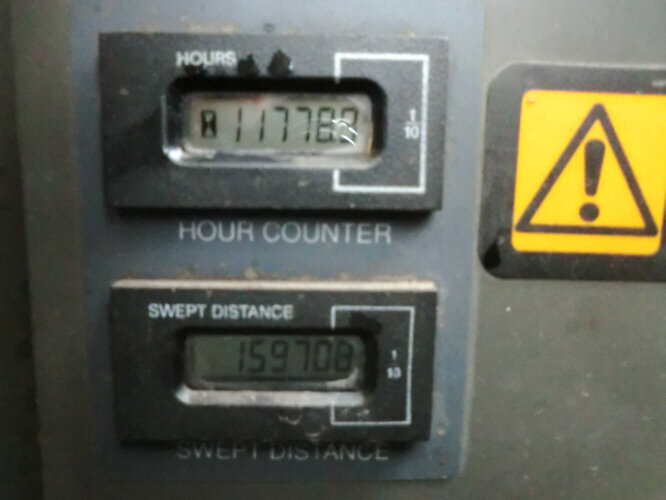 HOURS
1
10
HOUR COUNTER
SWEPT DISTANCE
159708
1
10
SWEPT DISTANCE